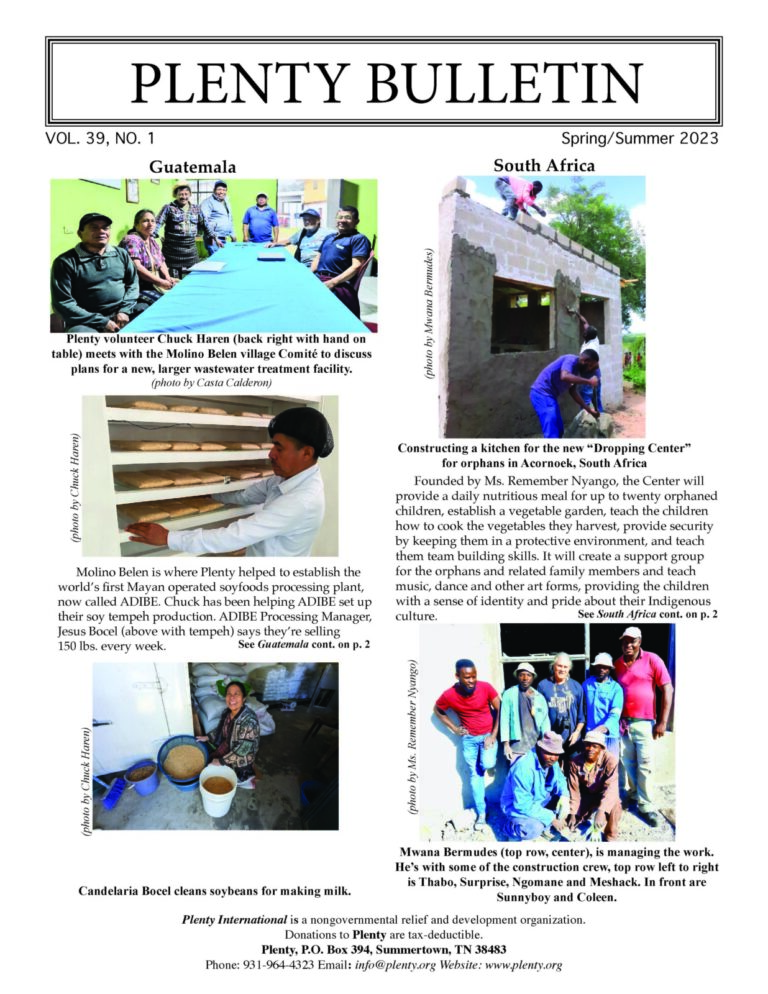 PLENTY BULLETIN
VOL. 39, NO. 1
Spring/Summer 2023
Guatemala
Plenty volunteer Chuck Haren (back right with hand on
table) meets with the Molino Belen village Comité to discuss
plans for a new, larger wastewater treatment facility.
(photo by Casta Calderon)
(photo by Chuck Haren)
Molino Belen is where Plenty helped to establish the
world's first Mayan operated soyfoods processing plant,
now called ADIBE. Chuck has been helping ADIBE set up
their soy tempeh production. ADIBE Processing Manager,
Jesus Bocel (above with tempeh) says they're selling
150 lbs. every week.
See Guatemala cont. on p. 2
(photo by Chuck Haren)
Candelaria Bocel cleans soybeans for making milk.
South Africa
(photo by Mwana Bermudes)
Constructing a kitchen for the new "Dropping Center"
for orphans in Acornoek, South Africa
Founded by Ms. Remember Nyango, the Center will
provide a daily nutritious meal for up to twenty orphaned
children, establish a vegetable garden, teach the children
how to cook the vegetables they harvest, provide security
by keeping them in a protective environment, and teach
them team building skills. It will create a support group
for the orphans and related family members and teach
music, dance and other art forms, providing the children
with a sense of identity and pride about their Indigenous
culture.
See South Africa cont. on p. 2
(photo by Ms. Remember Nyango)
Mwana Bermudes (top row, center), is managing the work.
He's with some of the construction crew, top row left to right
is Thabo, Surprise, Ngomane and Meshack. In front are
Sunnyboy and Coleen.
Plenty International is a nongovernmental relief and development organization.
Donations to Plenty are tax-deductible.
Plenty, P.O. Box 394, Summertown, TN 38483
Phone: 931-964-4323 Email: info@plenty.org Website: www.plenty.org